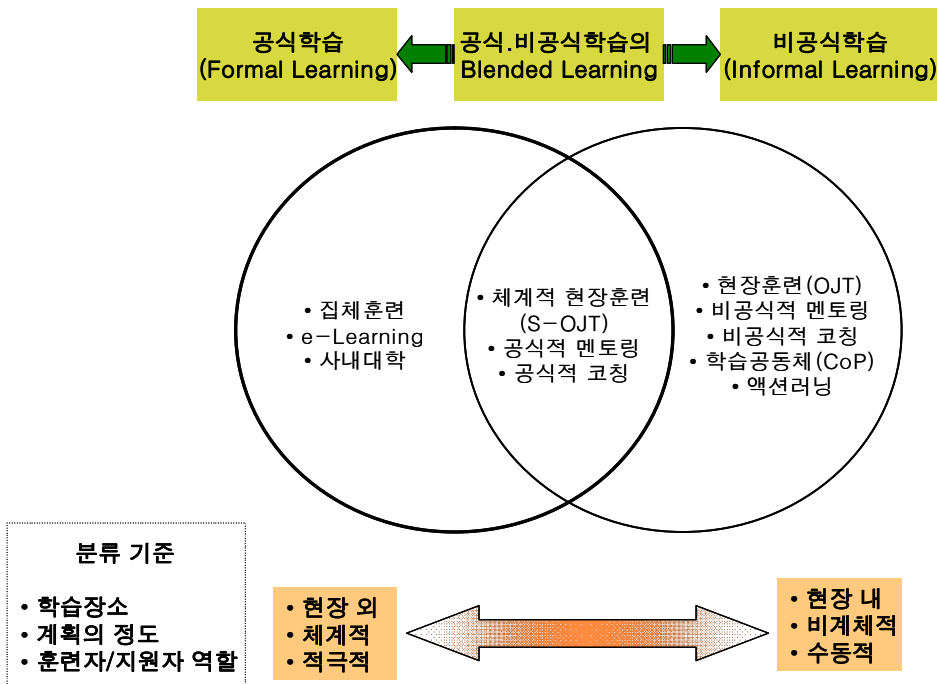 공식학습
(Formal Learning)
공식.비공식학습의
Blended Learning
비공식학습
(Informal Learning)
• 집체훈련
• e-Learning
• 사내대학
• 체계적 현장훈련
(S-OJT)
• 공식적 멘토링
• 공식적 코칭
• 현장훈련(OJT)
• 비공식적 멘토링
• 비공식적 코칭
• 학습공동체(CoP)
• 액션러닝
분류 기준
• 학습장소
• 계획의 정도
• 훈련자/지원자 역할
• 현장 외
• 체계적
• 적극적
• 현장 내
• 비계체적
• 수동적